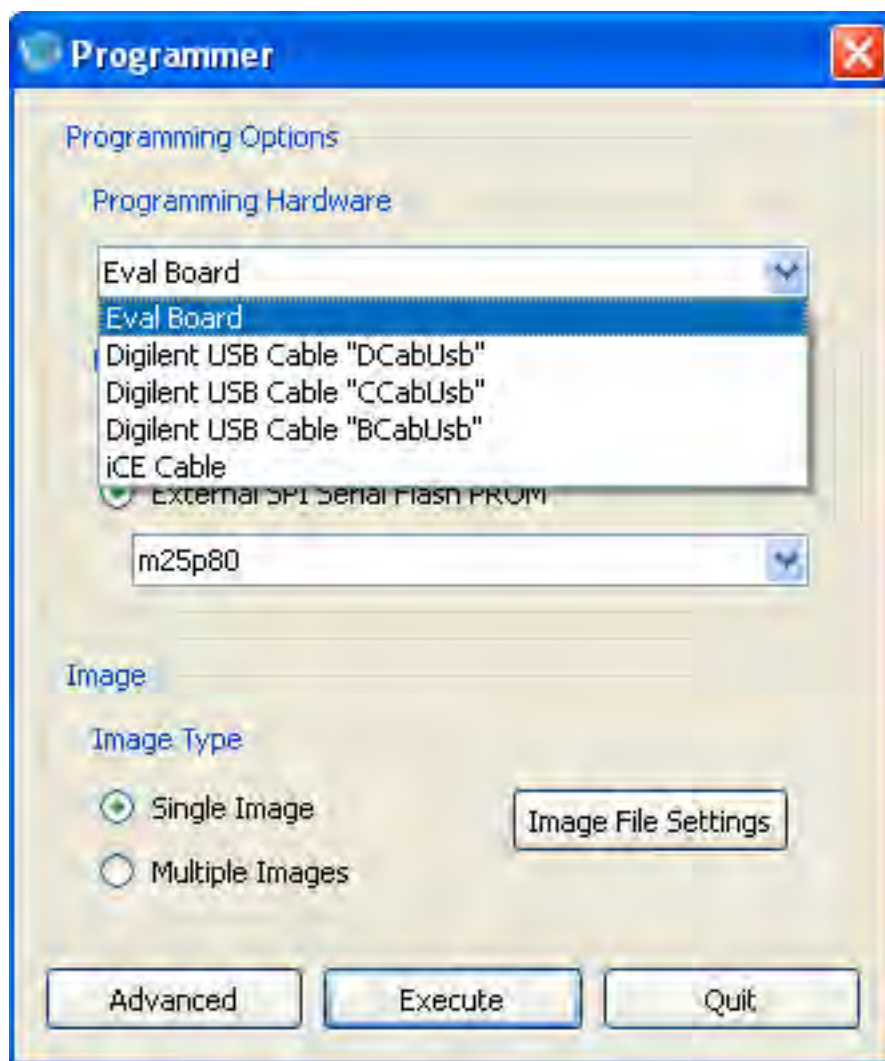 Programmer
Programming Options
Programming Hardware
Eval Board
Eval Board
Digilent USB Cable "DCabUsb"
Digilent USB Cable "CCabUsb"
Digilent USB Cable "BCabUsb"
iCE Cable
External SPI Serial Flash PROM
m25p80
Image
Image Type
Single Image
Image File Settings
Multiple Images
Advanced Execute Quit